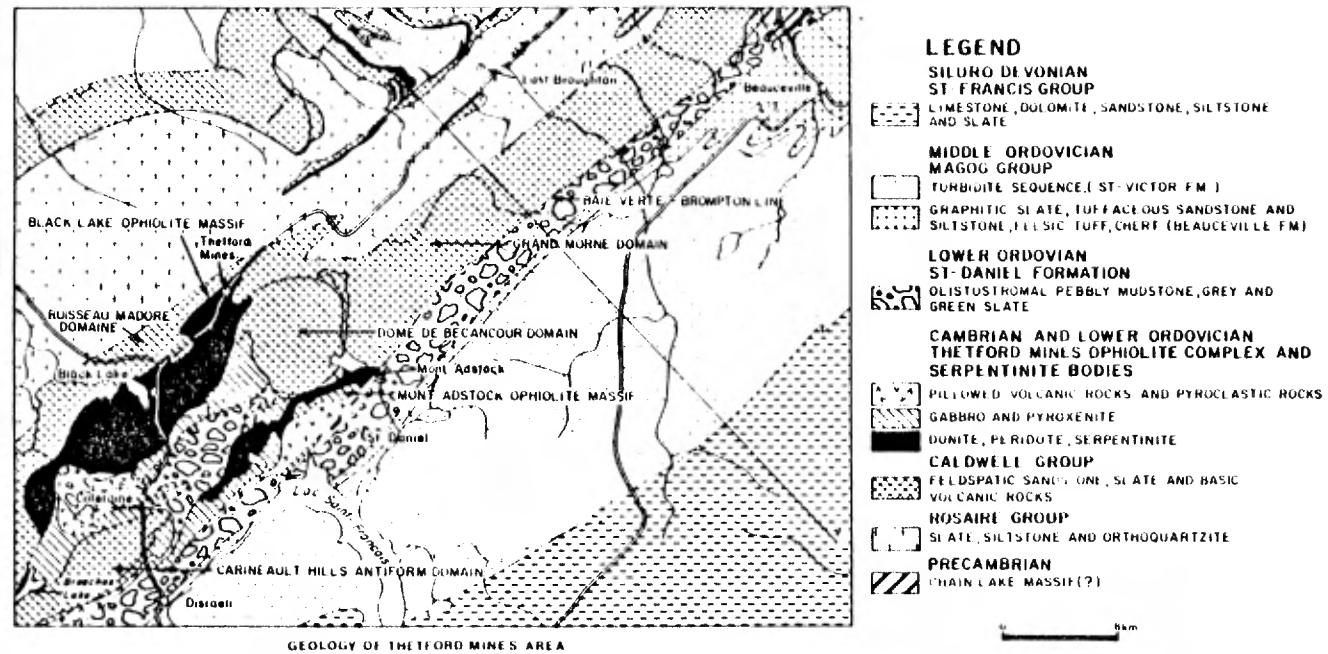 East Broughton
Beauceville
BAIE VERTE - BROMPTON LINE
BLACK LAKE OPHIOLITE MASSIF
Thetford
Mines
GRAND MORNE DOMAIN
RUISSEAU MADORE
DOMAINE
DOME DE BECANCOUR DOMAIN
Black Lake
Mont Adstock
MONT ADSTOCK OPHIOLITE MASSIF
St Daniel
Lac Saint François
Lake
CARINEAULT HILLS ANTIFORM DOMAIN
Disraeli
GEOLOGY OF THETFORD MINES AREA
LEGEND
SILURO DEVONIAN
ST-FRANCIS GROUP
LIMESTONE, DOLOMITE, SANDSTONE, SILTSTONE
AND SLATE
MIDDLE ORDOVICIAN
MAGOG GROUP
TURBIDITE SEQUENCE, (ST-VICTOR FM)
GRAPHITIC SLATE, TUFFACEOUS SANDSTONE AND
SILTSTONE, FELSIC TUFF, CHERT (BEAUCEVILLE FM)
LOWER ORDOVIAN
ST-DANIEL FORMATION
OLISTUSTROMAL PEBBLY MUDSTONE, GREY AND
GREEN SLATE
CAMBRIAN AND LOWER ORDOVICIAN
THETFORD MINES OPHIOLITE COMPLEX AND
SERPENTINITE BODIES
PILLOWED VOLCANIC ROCKS AND PYROCLASTIC ROCKS
GABBRO AND PYROXENITE
DUNITE, PERIDOTE, SERPENTINITE
CALDWELL GROUP
FELDSPATIC SANDSTONE, SLATE AND BASIC
VOLCANIC ROCKS
ROSAIRE GROUP
SLATE, SILTSTONE AND ORTHOQUARTZITE
PRECAMBRIAN
CHAIN LAKE MASSIF (?)
0 8km